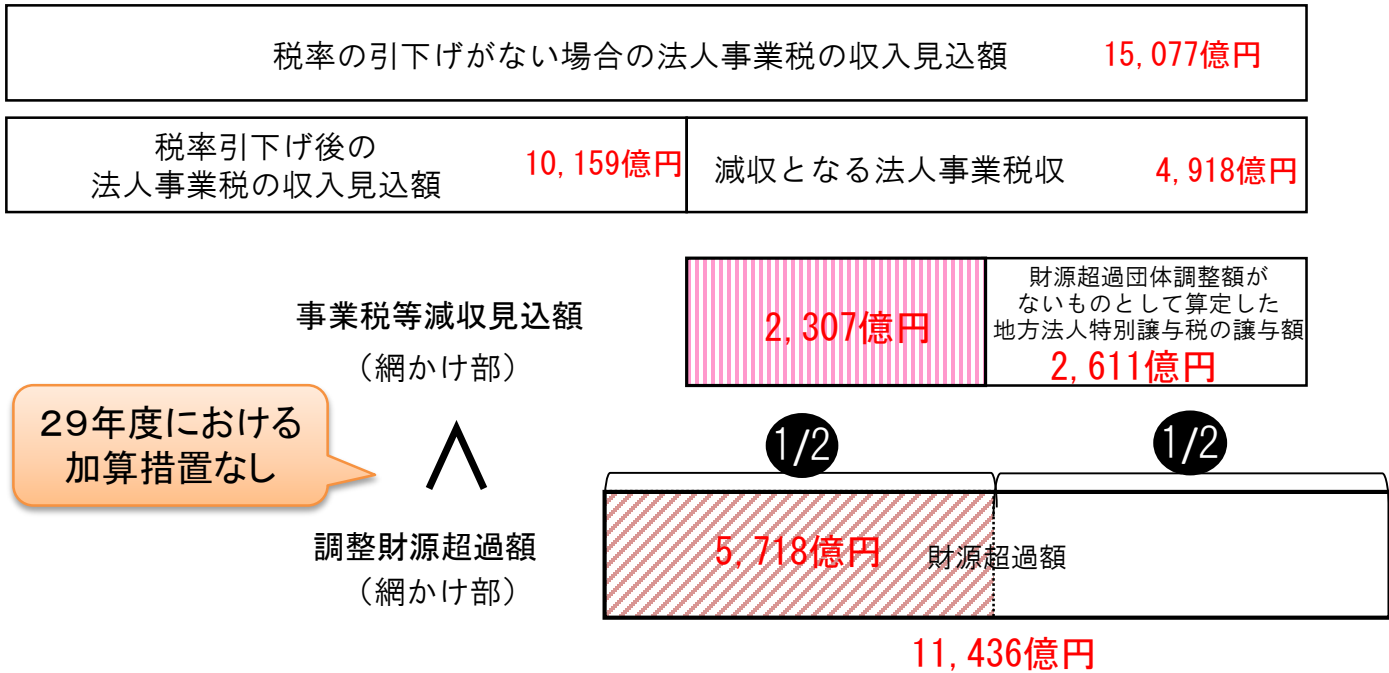 税率の引下げがない場合の法人事業税の収入見込額 15,077億円
税率引下げ後の
法人事業税の収入見込額
10,159億円
減収となる法人事業税収 4,918億円
事業税等減収見込額
（網かけ部）
2,307億円
財源超過団体調整額が
ないものとして算定した
地方法人特別譲与税の譲与額
2,611億円
29年度における
加算措置なし
∧
1/2
1/2
調整財源超過額
（網かけ部）
5,718億円
財源超過額
11,436億円